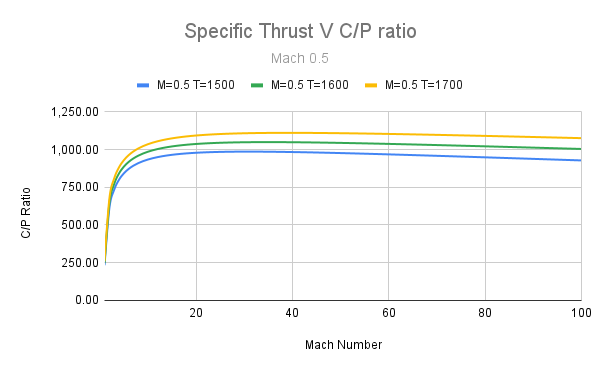 Specific Thrust V C/P ratio
Mach 0.5
M=0.5 T=1500 M=0.5 T=1600 M=0.5 T=1700
1,250.00
1,000.00
750.00
500.00
250.00
0.00
C/P Ratio
20 40 60 80 100
Mach Number